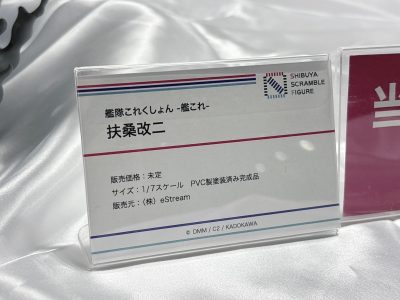 SHIBUYA
SCRAMBLE
FIGURE
艦隊これくしょん -艦これ-
扶桑改二
販売価格：未定
サイズ：1/7スケール　PVC製塗装済み完成品
販売元：（株）eStream
© DMM / C2 / KADOKAWA
当